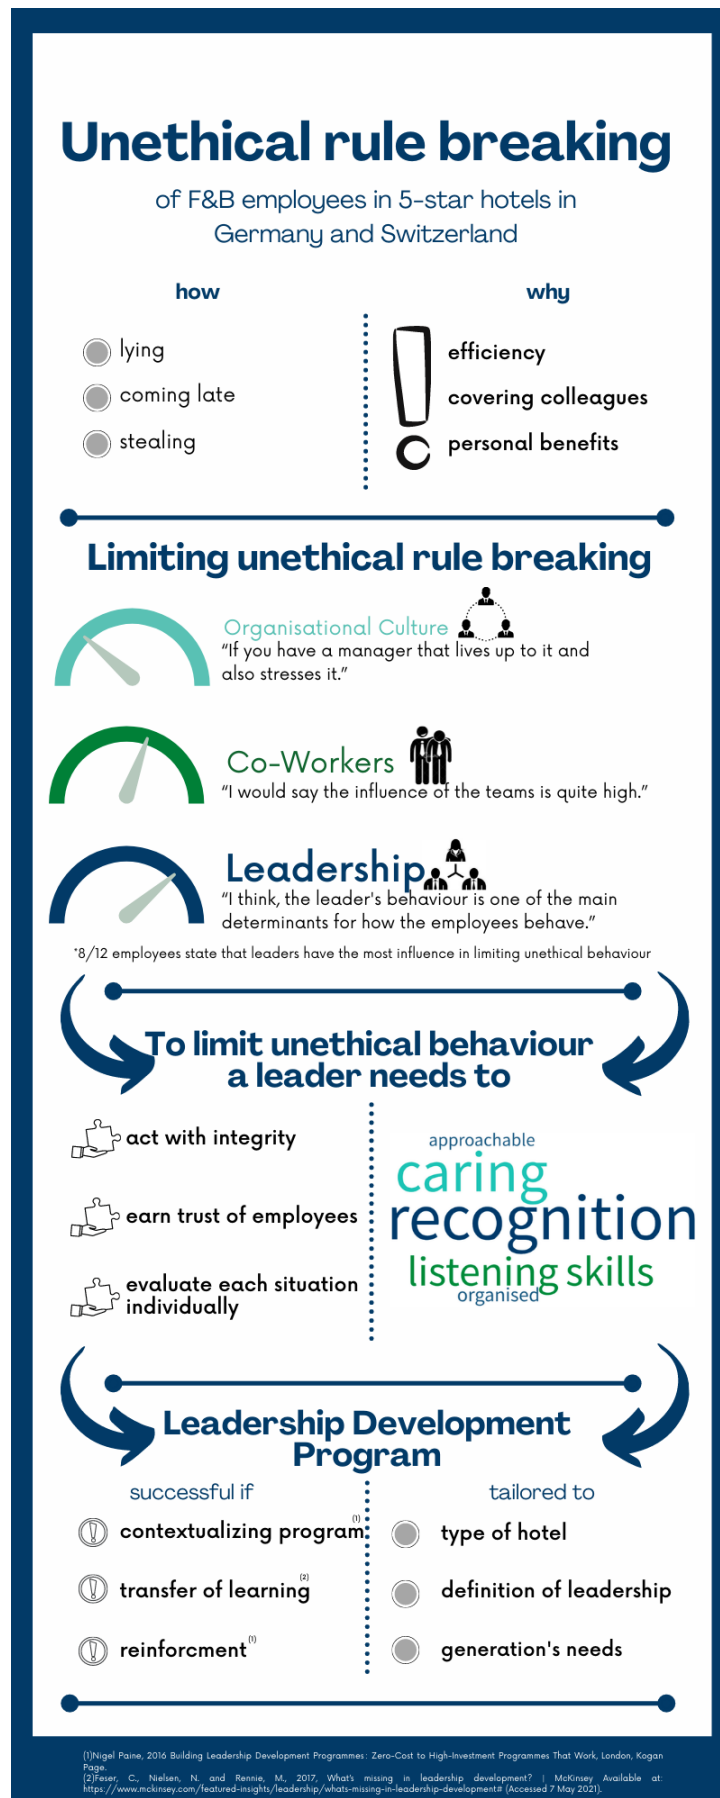 Unethical rule breaking
of F&B employees in 5-star hotels in
Germany and Switzerland
how
lying
coming late
stealing
why
efficiency
covering colleagues
personal benefits
Limiting unethical rule breaking
Organisational Culture
“If you have a manager that lives up to it and
also stresses it.”
Co-Workers
“I would say the influence of the teams is quite high.”
Leadership
“I think, the leader's behaviour is one of the main
determinants for how the employees behave.”
*8/12 employees state that leaders have the most influence in limiting unethical behaviour
To limit unethical behaviour
a leader needs to
act with integrity
earn trust of employees
evaluate each situation
individually
approachable
caring
recognition
listening skills
organised
Leadership Development
Program
successful if
contextualizing program (1)
transfer of learning (2)
reinforcment (1)
tailored to
type of hotel
definition of leadership
generation's needs
(1)Nigel Paine, 2016 Building Leadership Development Programmes: Zero-Cost to High-Investment Programmes That Work, London, Kogan
Page.
(2)Feser, C., Nielsen, N. and Rennie, M., 2017, What's missing in leadership development? | McKinsey Available at:
https://www.mckinsey.com/featured-insights/leadership/whats-missing-in-leadership-development# (Accessed 7 May 2021).